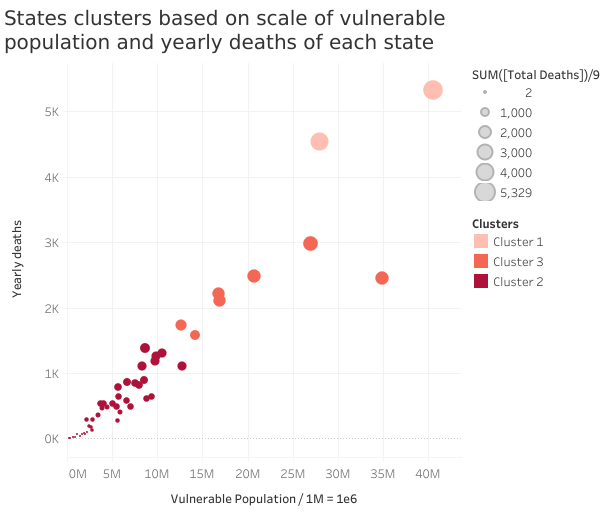 States clusters based on scale of vulnerable
population and yearly deaths of each state
SUM([Total Deaths])/9
2
1,000
2,000
3,000
4,000
5,329
Clusters
Cluster 1
Cluster 3
Cluster 2
Yearly deaths
5K
4K
3K
2K
1K
0K
0M 5M 10M 15M 20M 25M 30M 35M 40M
Vulnerable Population / 1M = 1e6